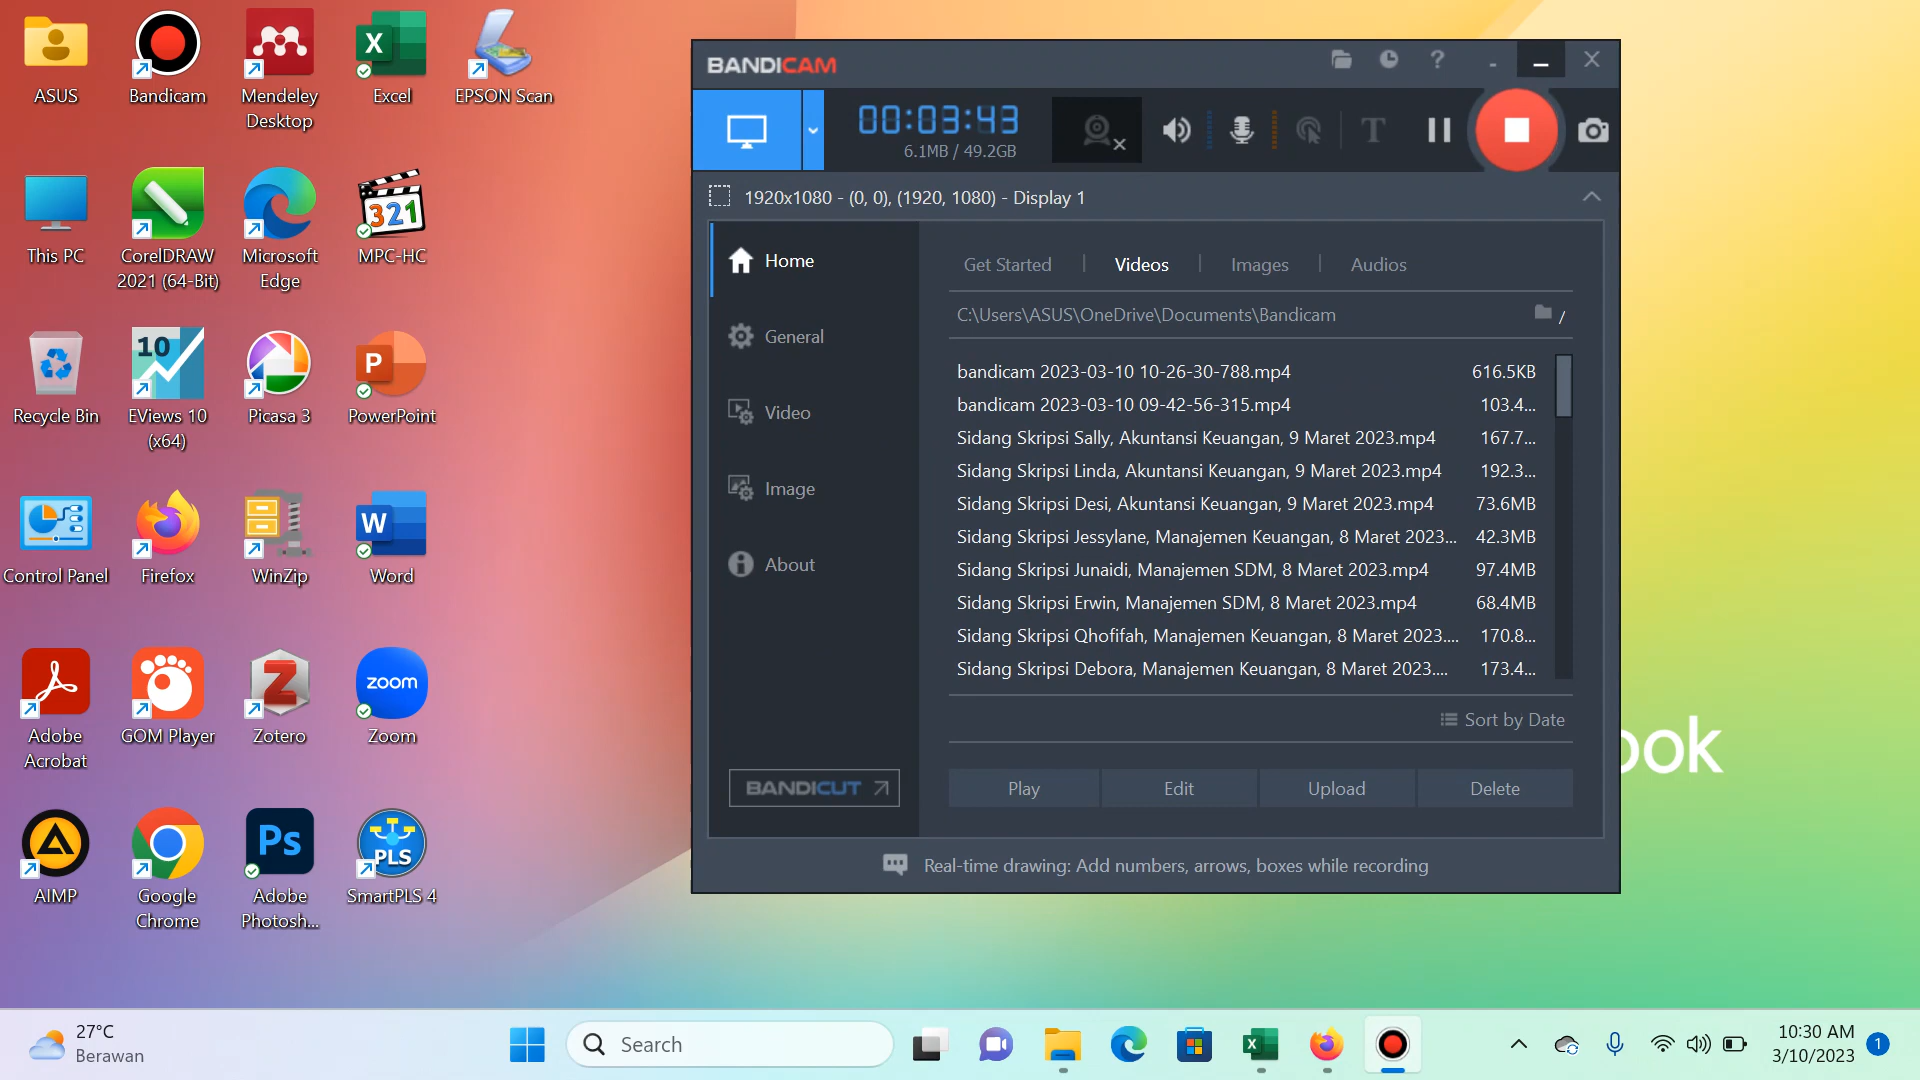 ASUS
Bandicam
Mendeley
Desktop
Excel
EPSON Scan
This PC
CorelDRAW
2021 (64-Bit)
Microsoft
Edge
321
MPC-HC
Recycle Bin
10
EViews 10
(x64)
Picasa 3
P
PowerPoint
Control Panel
Firefox
WinZip
W
Word
Adobe
Acrobat
GOM Player
Z
Zotero
zoom
Zoom
AIMP
Google
Chrome
Ps
Adobe
Photosh...
PLS
SmartPLS 4
BANDICAM
00:03:43
6.1MB / 49.2GB
1920x1080 - (0, 0), (1920, 1080) - Display 1
Home
General
Video
Image
About
BANDICUT
Get Started
Videos
Images
Audios
C:\Users\ASUS\OneDrive\Documents\Bandicam
/
bandicam 2023-03-10 10-26-30-788.mp4 616.5KB
bandicam 2023-03-10 09-42-56-315.mp4 103.4...
Sidang Skripsi Sally, Akuntansi Keuangan, 9 Maret 2023.mp4 167.7...
Sidang Skripsi Linda, Akuntansi Keuangan, 9 Maret 2023.mp4 192.3...
Sidang Skripsi Desi, Akuntansi Keuangan, 9 Maret 2023.mp4 73.6MB
Sidang Skripsi Jessylane, Manajemen Keuangan, 8 Maret 2023... 42.3MB
Sidang Skripsi Junaidi, Manajemen SDM, 8 Maret 2023.mp4 97.4MB
Sidang Skripsi Erwin, Manajemen SDM, 8 Maret 2023.mp4 68.4MB
Sidang Skripsi Qhofifah, Manajemen Keuangan, 8 Maret 2023.... 170.8...
Sidang Skripsi Debora, Manajemen Keuangan, 8 Maret 2023.... 173.4...
Sort by Date
Play
Edit
Upload
Delete
Real-time drawing: Add numbers, arrows, boxes while recording
ook
27°C
Berawan
Search
10:30 AM
3/10/2023
1